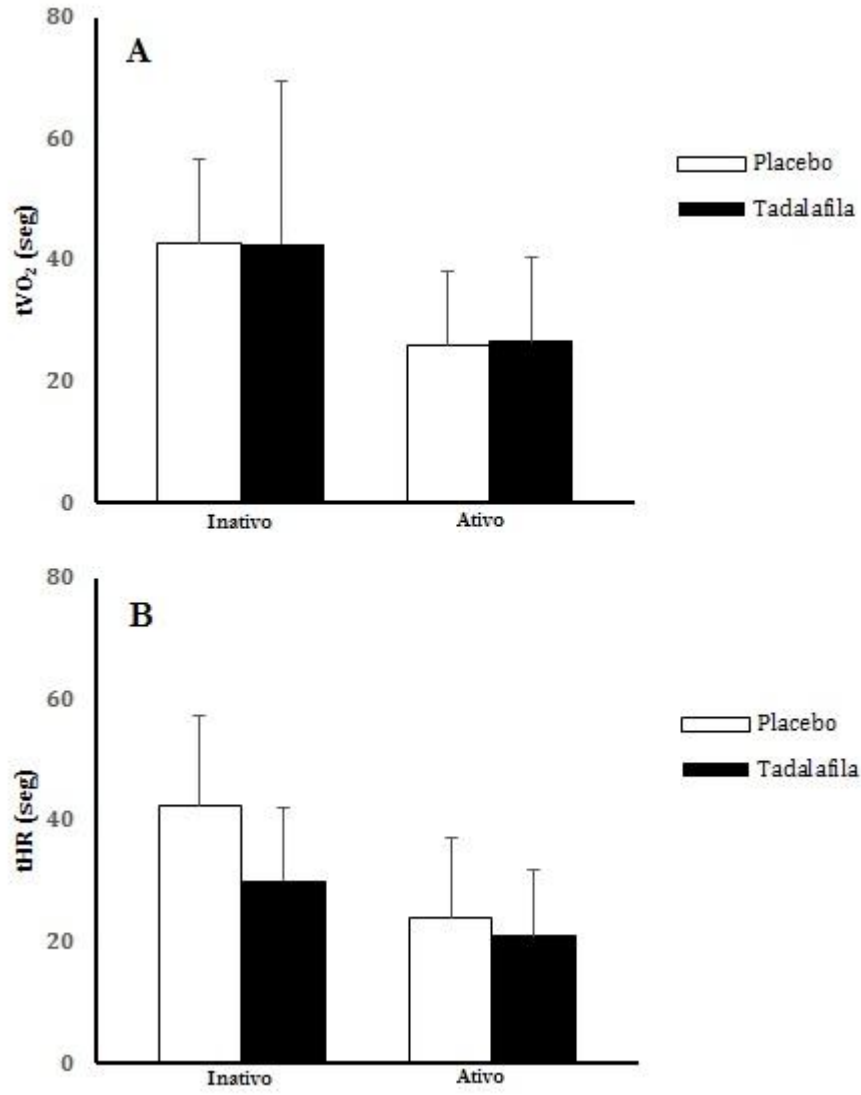 A
80
60
40
20
0
tVO₂ (seg)
Inativo
Ativo
Placebo
Tadalafila
B
80
60
40
20
0
tHR (seg)
Inativo
Ativo
Placebo
Tadalafila